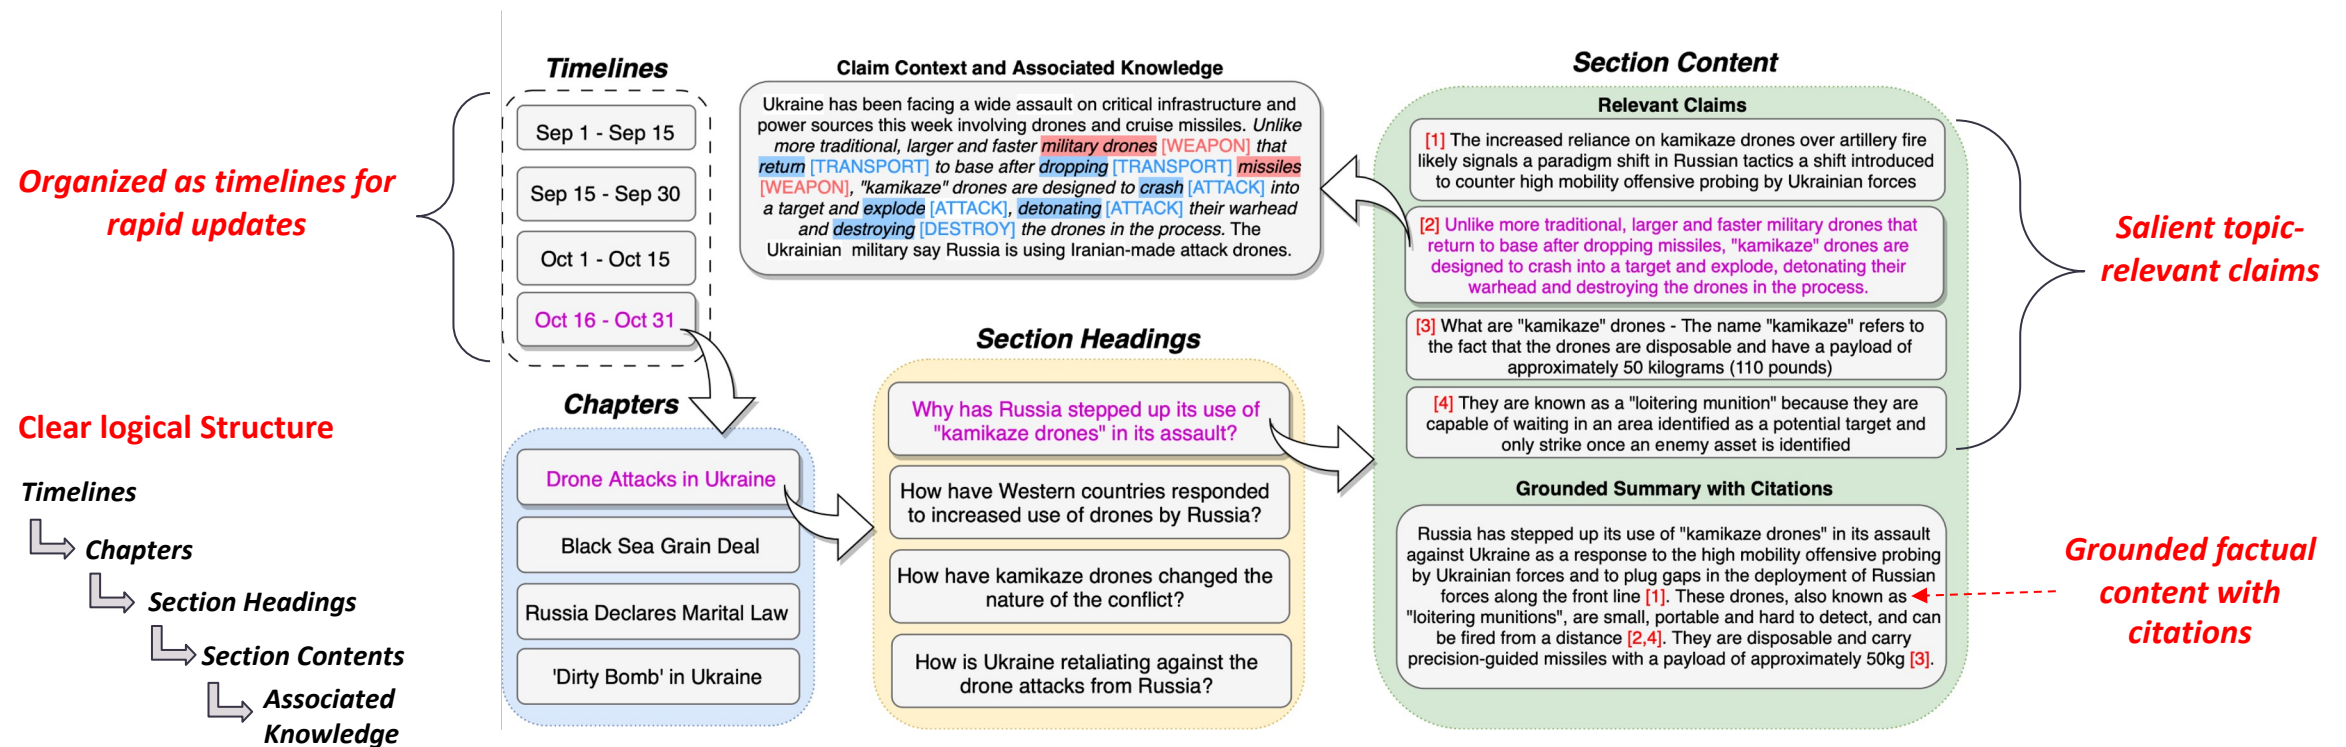 Organized as timelines for
rapid updates
Clear logical Structure
Timelines
Chapters
Section Headings
Section Contents
Associated
Knowledge
Timelines
Sep 1 - Sep 15
Sep 15 - Sep 30
Oct 1 - Oct 15
Oct 16 - Oct 31
Chapters
Drone Attacks in Ukraine
Black Sea Grain Deal
Russia Declares Marital Law
'Dirty Bomb' in Ukraine
Claim Context and Associated Knowledge
Ukraine has been facing a wide assault on critical infrastructure and
power sources this week involving drones and cruise missiles. Unlike
more traditional, larger and faster military drones [WEAPON] that
return [TRANSPORT] to base after dropping [TRANSPORT] missiles
[WEAPON], "kamikaze" drones are designed to crash [ATTACK] into
a target and explode [ATTACK], detonating [ATTACK] their warhead
and destroying [DESTROY] the drones in the process. The
Ukrainian military say Russia is using Iranian-made attack drones.
Section Headings
Why has Russia stepped up its use of
"kamikaze drones" in its assault?
How have Western countries responded
to increased use of drones by Russia?
How have kamikaze drones changed the
nature of the conflict?
How is Ukraine retaliating against the
drone attacks from Russia?
Section Content
Relevant Claims
[1] The increased reliance on kamikaze drones over artillery fire
likely signals a paradigm shift in Russian tactics a shift introduced
to counter high mobility offensive probing by Ukrainian forces
[2] Unlike more traditional, larger and faster military drones that
return to base after dropping missiles, "kamikaze" drones are
designed to crash into a target and explode, detonating their
warhead and destroying the drones in the process.
[3] What are "kamikaze" drones - The name "kamikaze" refers to
the fact that the drones are disposable and have a payload of
approximately 50 kilograms (110 pounds)
[4] They are known as a "loitering munition" because they are
capable of waiting in an area identified as a potential target and
only strike once an enemy asset is identified
Grounded Summary with Citations
Russia has stepped up its use of "kamikaze drones" in its assault
against Ukraine as a response to the high mobility offensive probing
by Ukrainian forces and to plug gaps in the deployment of Russian
forces along the front line [1]. These drones, also known as
"loitering munitions", are small, portable and hard to detect, and can
be fired from a distance [2,4]. They are disposable and carry
precision-guided missiles with a payload of approximately 50kg [3].
Salient topic-
relevant claims
Grounded factual
content with
citations